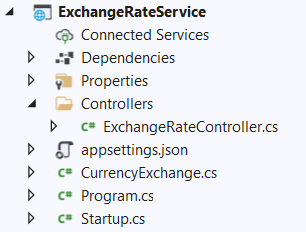 ExchangeRateService
Connected Services
Dependencies
Properties
Controllers
C# ExchangeRateController.cs
appsettings.json
C# CurrencyExchange.cs
C# Program.cs
C# Startup.cs